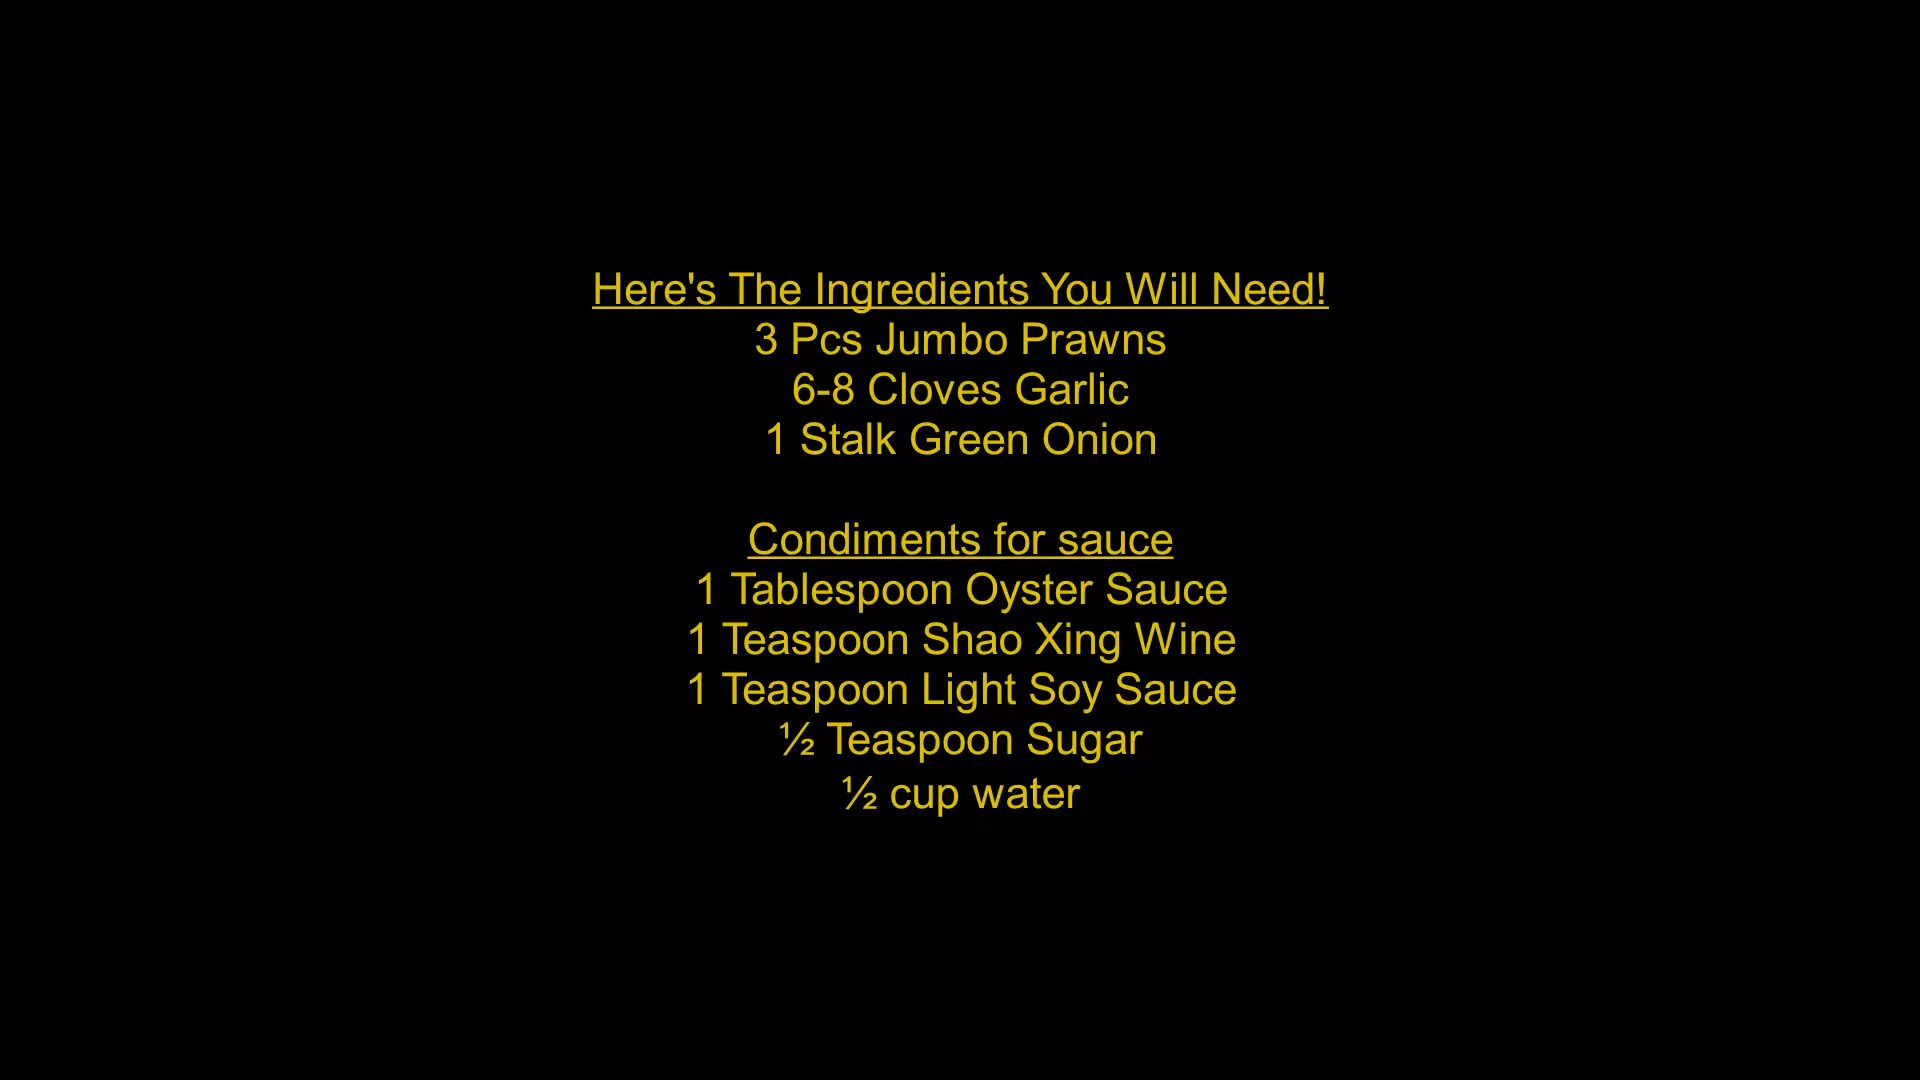 Here's The Ingredients You Will Need!
3 Pcs Jumbo Prawns
6-8 Cloves Garlic
1 Stalk Green Onion
Condiments for sauce
1 Tablespoon Oyster Sauce
1 Teaspoon Shao Xing Wine
1 Teaspoon Light Soy Sauce
½ Teaspoon Sugar
½ cup water